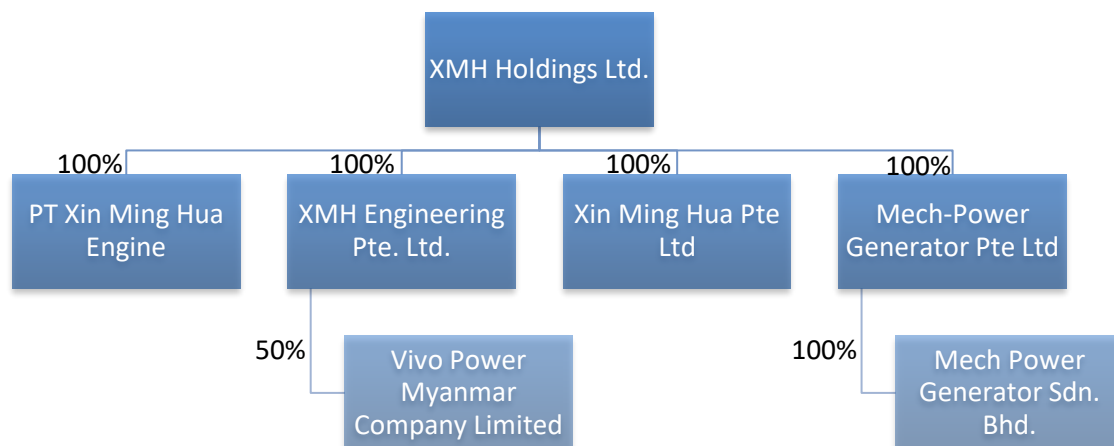 XMH Holdings Ltd.
100%
100%
100%
100%
PT Xin Ming Hua
Engine
XMH Engineering
Pte. Ltd.
Xin Ming Hua Pte
Ltd
Mech-Power
Generator Pte Ltd
50%
Vivo Power
Myanmar
Company Limited
100%
Mech Power
Generator Sdn.
Bhd.